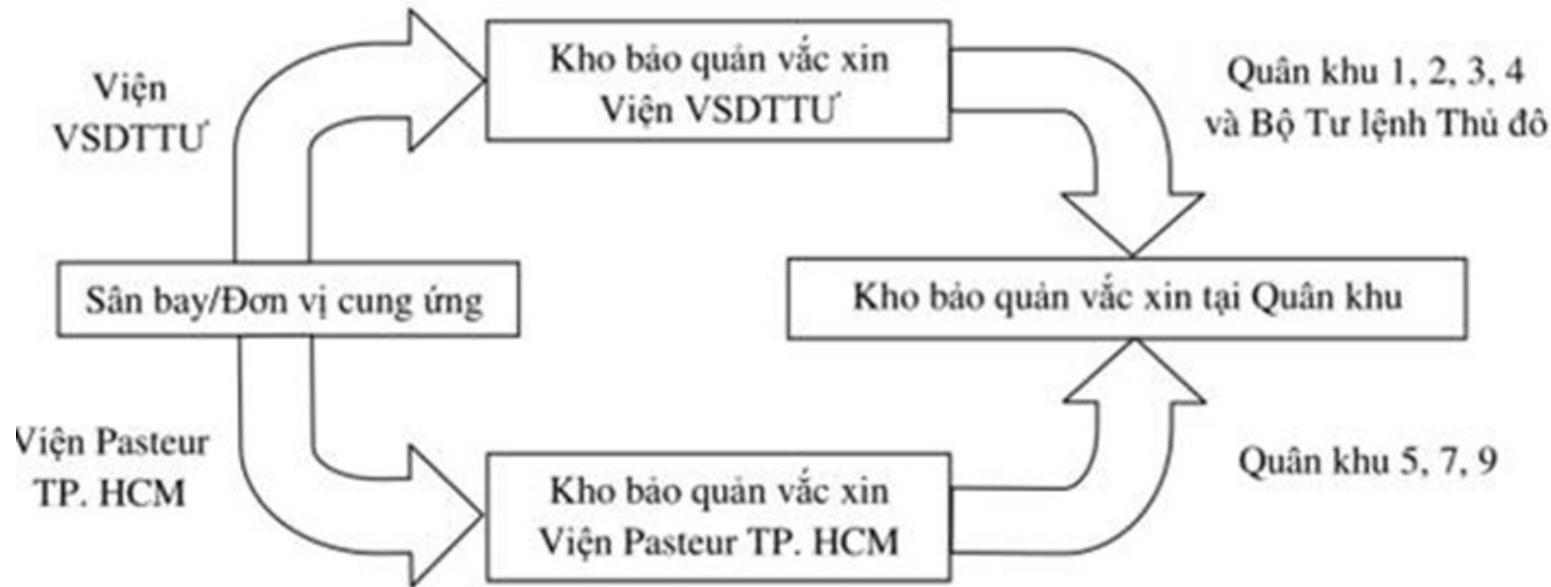 Viện
VSDTTƯ
Kho bảo quản vắc xin
Viện VSDTTƯ
Quân khu 1, 2, 3, 4
và Bộ Tư lệnh Thủ đô
Sân bay/Đơn vị cung ứng
Kho bảo quản vắc xin tại Quân khu
Viện Pasteur
TP. HCM
Kho bảo quản vắc xin
Viện Pasteur TP. HCM
Quân khu 5, 7, 9